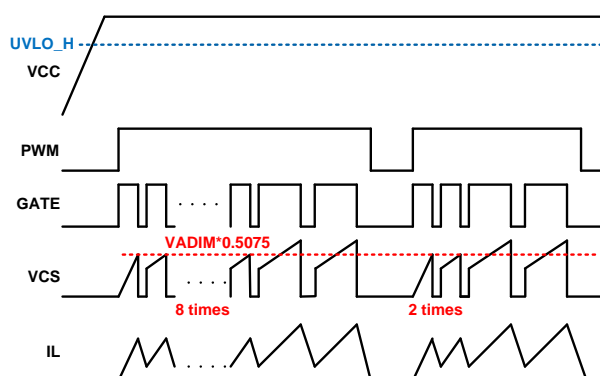 UVLO_H
VCC
PWM
GATE
VADIM*0.5075
VCS
8 times
2 times
IL